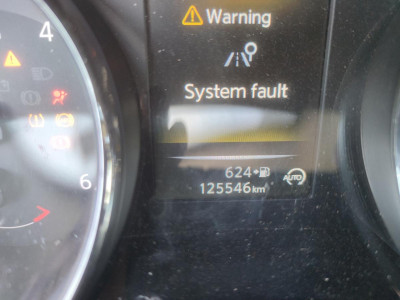 Warning
System fault
4
6
624
125546km
AUTO